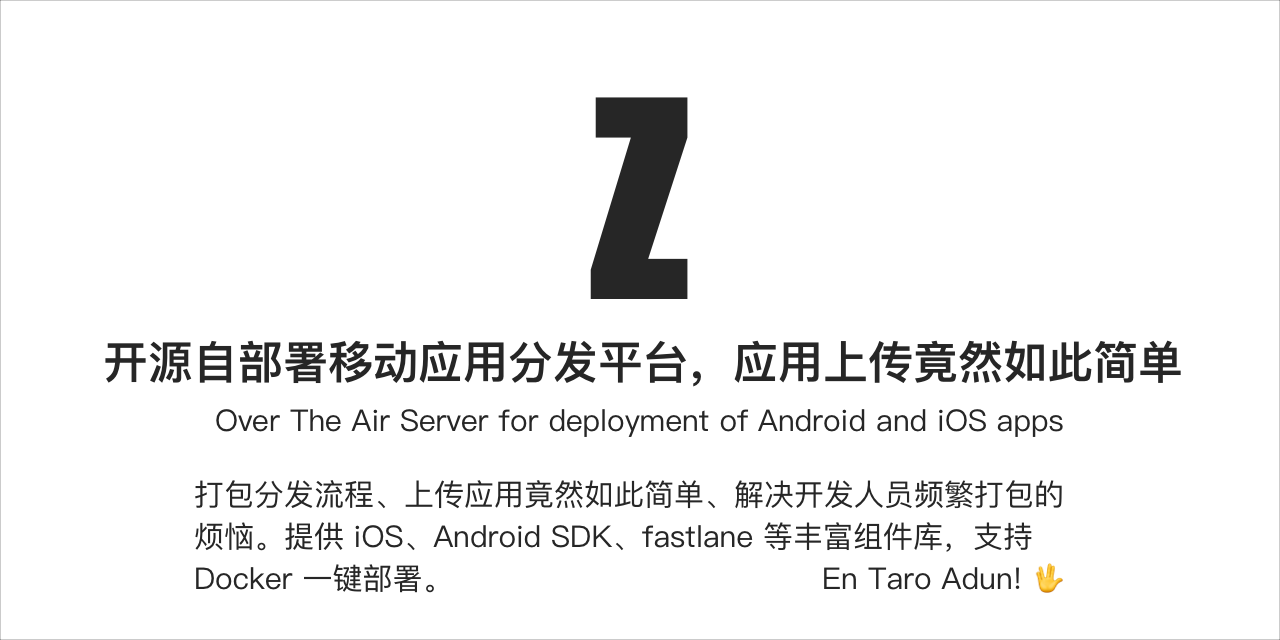 Z
开源自部署移动应用分发平台，应用上传竟然如此简单
Over The Air Server for deployment of Android and iOS apps
打包分发流程、上传应用竟然如此简单、解决开发人员频繁打包的
烦恼。提供 iOS、Android SDK、fastlane 等丰富组件库，支持
Docker 一键部署。 En Taro Adun! 🖖